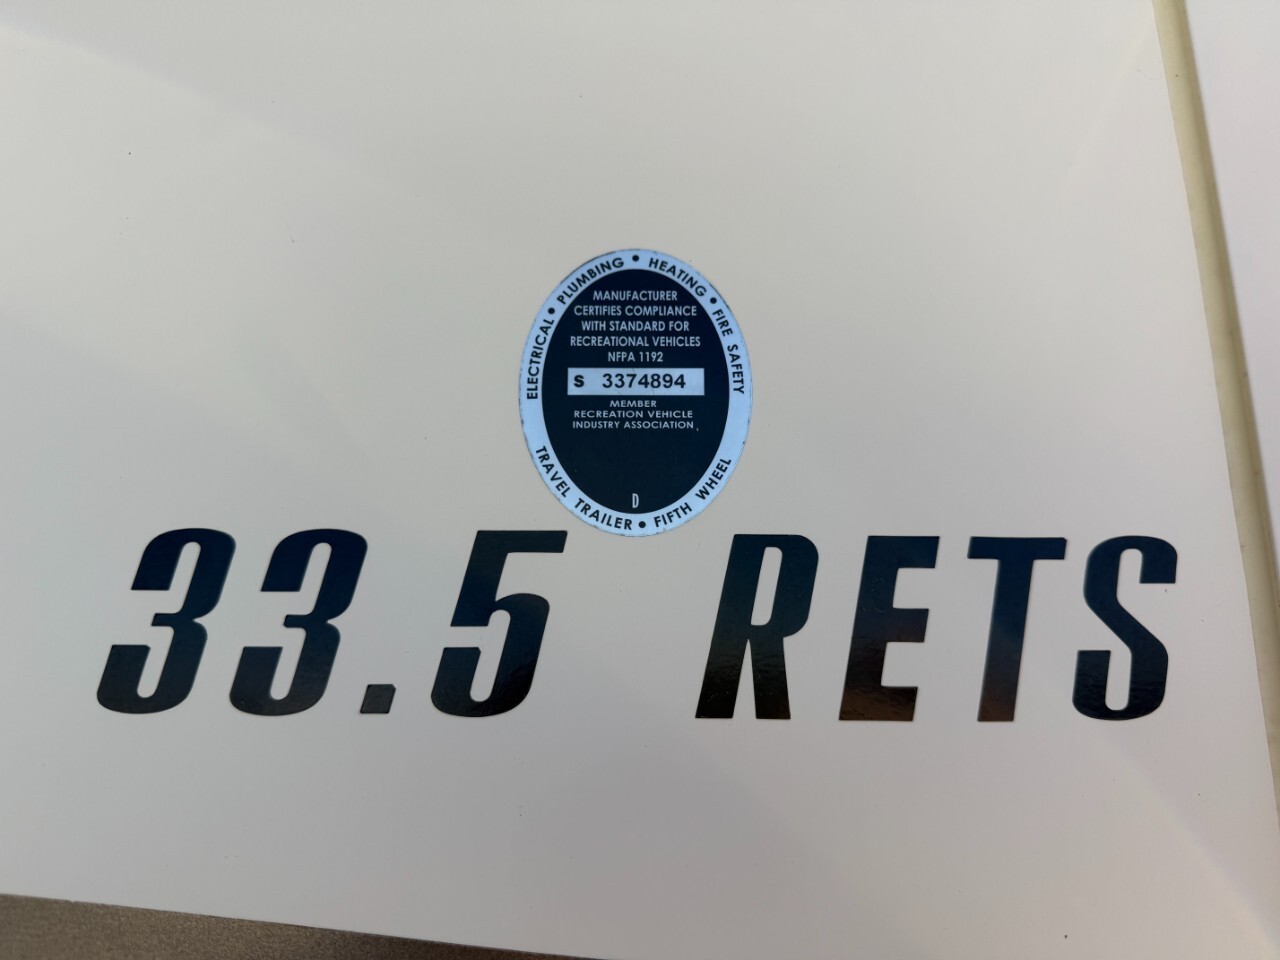 ELECTRICAL • PLUMBING • HEATING • FIRE SAFETY
MANUFACTURER
CERTIFIES COMPLIANCE
WITH STANDARD FOR
RECREATIONAL VEHICLES
NFPA 1192
S 3374894
MEMBER
RECREATION VEHICLE
INDUSTRY ASSOCIATION
D
TRAVEL TRAILER • FIFTH WHEEL
33.5 RETS